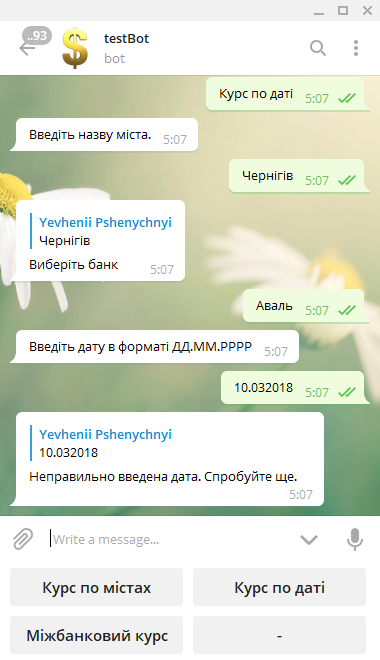 ..93
testBot
bot
Курс по даті 5:07
Введіть назву міста. 5:07
Чернігів 5:07
Yevhenii Pshenychnyi
Чернігів
Виберіть банк 5:07
Аваль 5:07
Введіть дату в форматі ДД.ММ.РРРР 5:07
10.032018 5:07
Yevhenii Pshenychnyi
10.032018
Неправильно введена дата. Спробуйте ще.
5:07
Write a message...
Курс по містах Курс по даті
Міжбанковий курс -